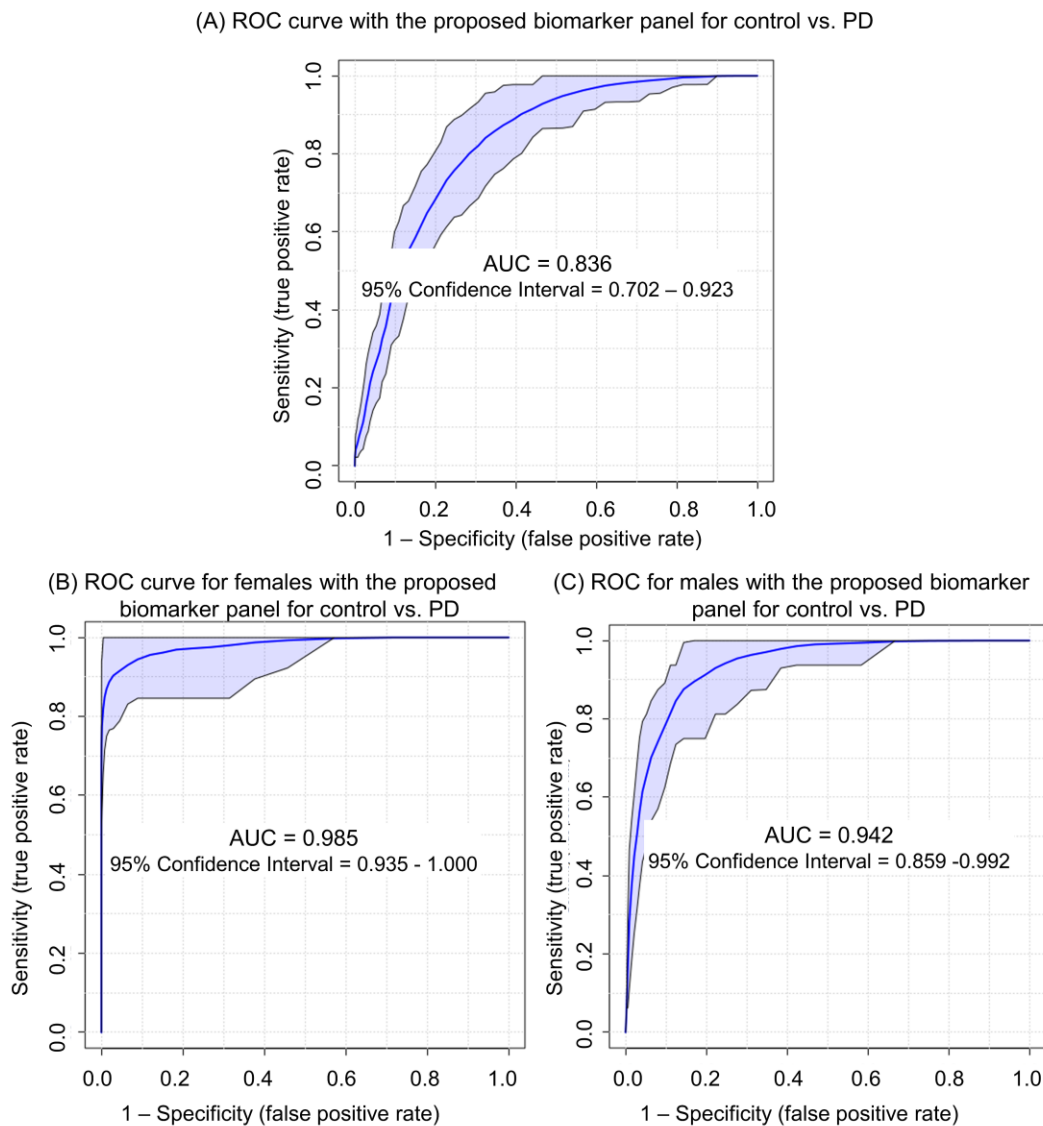 (A) ROC curve with the proposed biomarker panel for control vs. PD
1.0
0.8
0.6
0.4
0.2
0.0
Sensitivity (true positive rate)
AUC = 0.836
95% Confidence Interval = 0.702 – 0.923
0.0 0.2 0.4 0.6 0.8 1.0
1 – Specificity (false positive rate)
(B) ROC curve for females with the proposed
biomarker panel for control vs. PD
1.0
0.8
0.6
0.4
0.2
0.0
Sensitivity (true positive rate)
AUC = 0.985
95% Confidence Interval = 0.935 - 1.000
0.0 0.2 0.4 0.6 0.8 1.0
1 – Specificity (false positive rate)
(C) ROC for males with the proposed biomarker
panel for control vs. PD
1.0
0.8
0.6
0.4
0.2
0.0
Sensitivity (true positive rate)
AUC = 0.942
95% Confidence Interval = 0.859 -0.992
0.0 0.2 0.4 0.6 0.8 1.0
1 – Specificity (false positive rate)